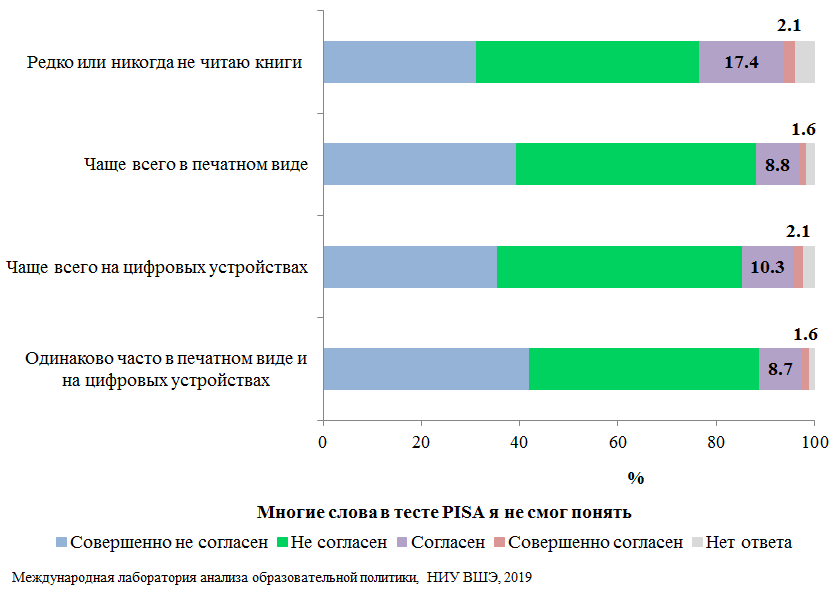 2.1
Редко или никогда не читаю книги
17.4
1.6
Чаще всего в печатном виде
8.8
2.1
Чаще всего на цифровых устройствах
10.3
1.6
Одинаково часто в печатном виде и
на цифровых устройствах
8.7
0 20 40 60 80 100
%
Многие слова в тесте PISA я не смог понять
Совершенно не согласен Не согласен Согласен Совершенно согласен Нет ответа
Международная лаборатория анализа образовательной политики, НИУ ВШЭ, 2019